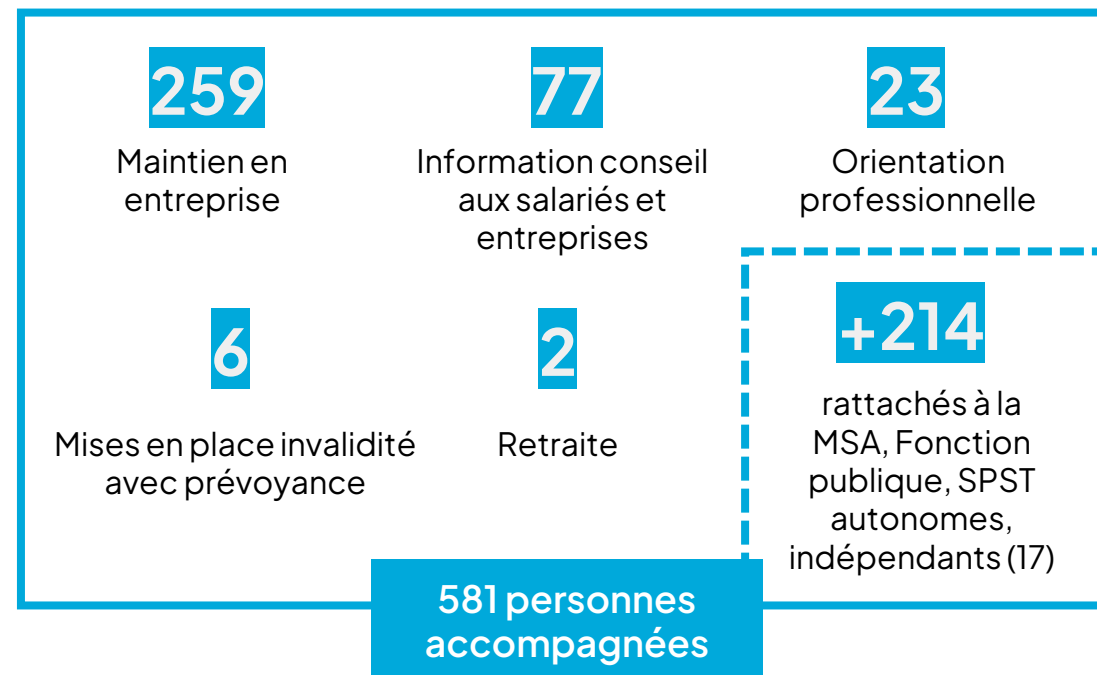 259
Maintien en
entreprise
77
Information conseil
aux salariés et
entreprises
23
Orientation
professionnelle
6
Mises en place invalidité
avec prévoyance
2
Retraite
+214
rattachés à la
MSA, Fonction
publique, SPST
autonomes,
indépendants (17)
581 personnes
accompagnées